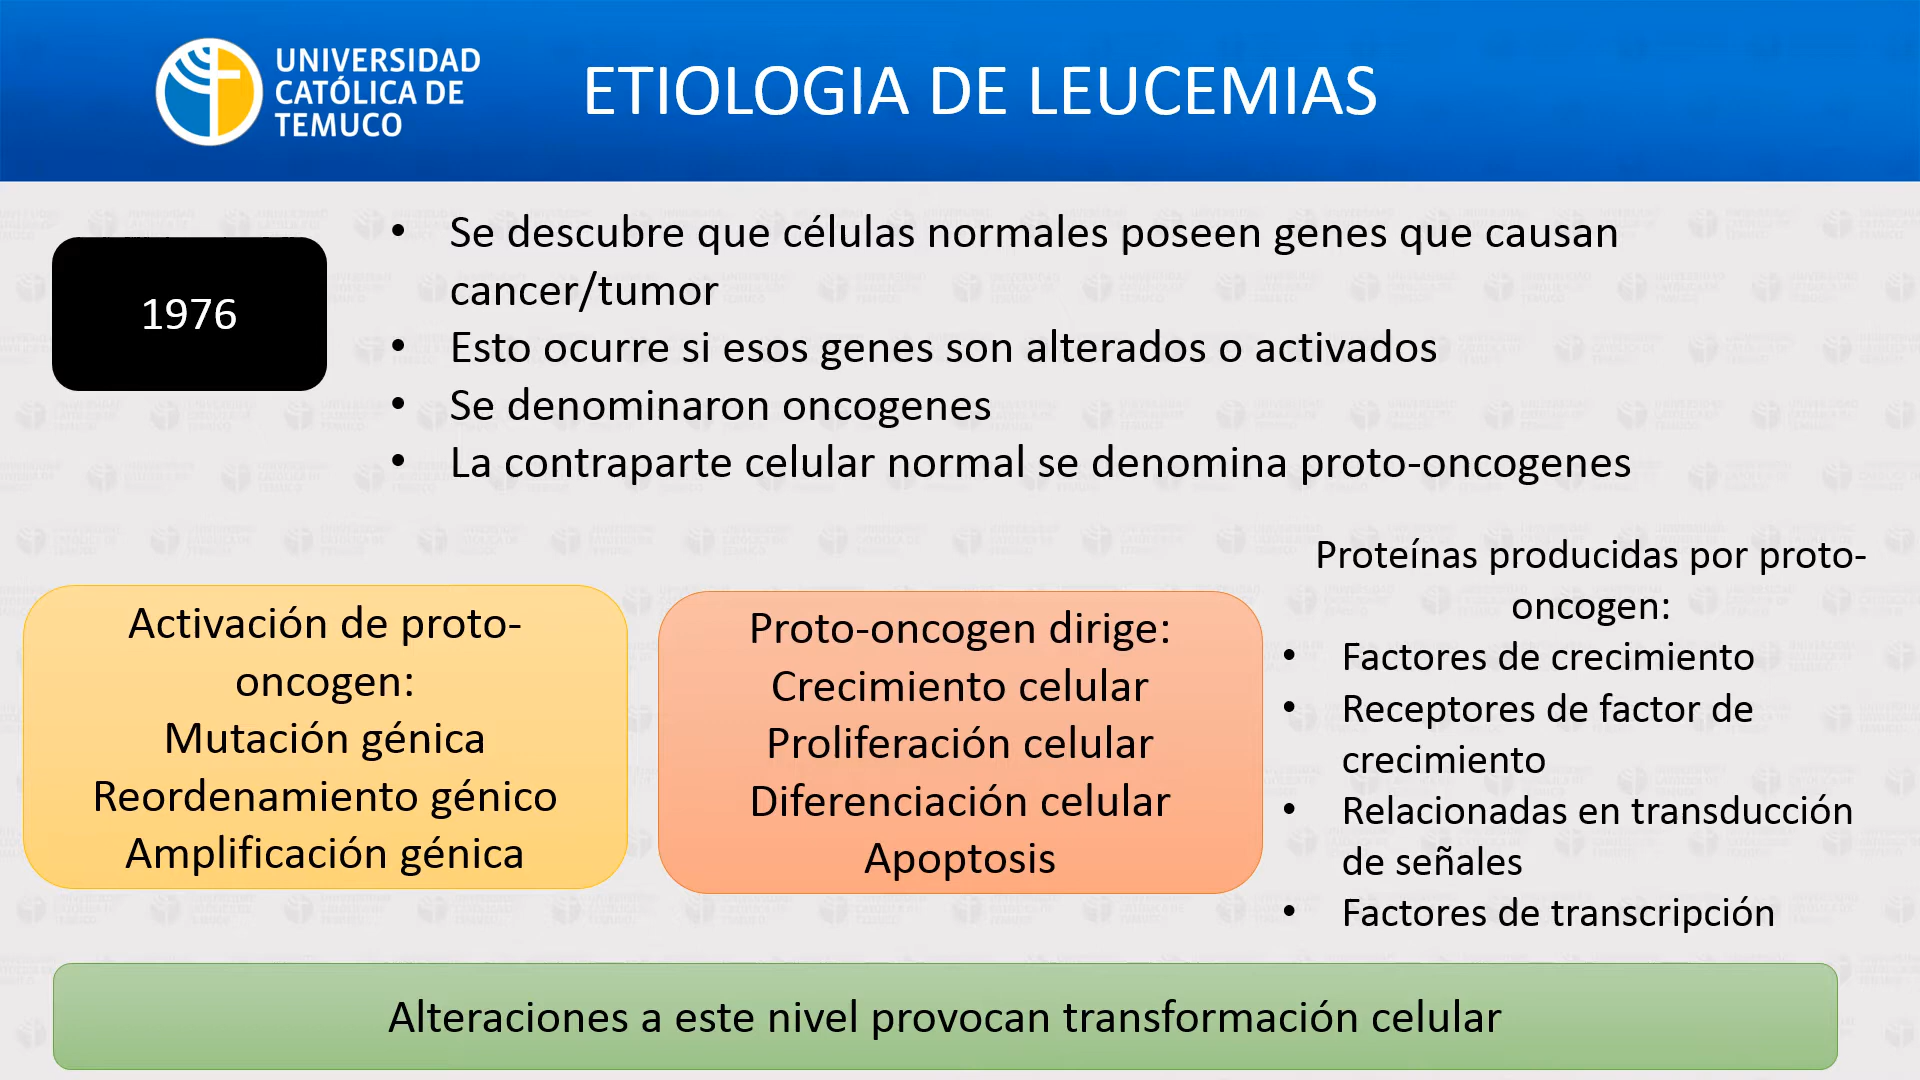 UNIVERSIDAD
CATÓLICA DE
TEMUCO
ETIOLOGIA DE LEUCEMIAS
1976
• Se descubre que células normales poseen genes que causan
cancer/tumor
• Esto ocurre si esos genes son alterados o activados
• Se denominaron oncogenes
• La contraparte celular normal se denomina proto-oncogenes
Activación de proto-
oncogen:
Mutación génica
Reordenamiento génico
Amplificación génica
Proto-oncogen dirige:
Crecimiento celular
Proliferación celular
Diferenciación celular
Apoptosis
Proteínas producidas por proto-
oncogen:
• Factores de crecimiento
• Receptores de factor de
crecimiento
• Relacionadas en transducción
de señales
• Factores de transcripción
Alteraciones a este nivel provocan transformación celular